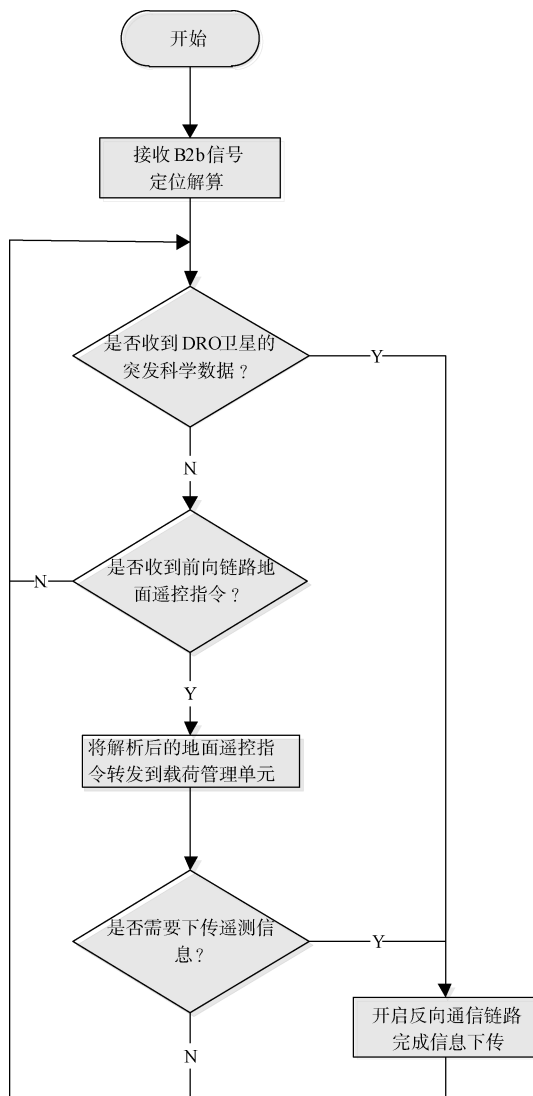 开始
接收 B2b 信号
定位解算
是否收到 DRO卫星的
突发科学数据？
Y
N
是否收到前向链路地
面遥控指令？
N
Y
将解析后的地面遥控指
令转发到载荷管理单元
是否需要下传遥测信
息？
Y
N
开启反向通信链路
完成信息下传